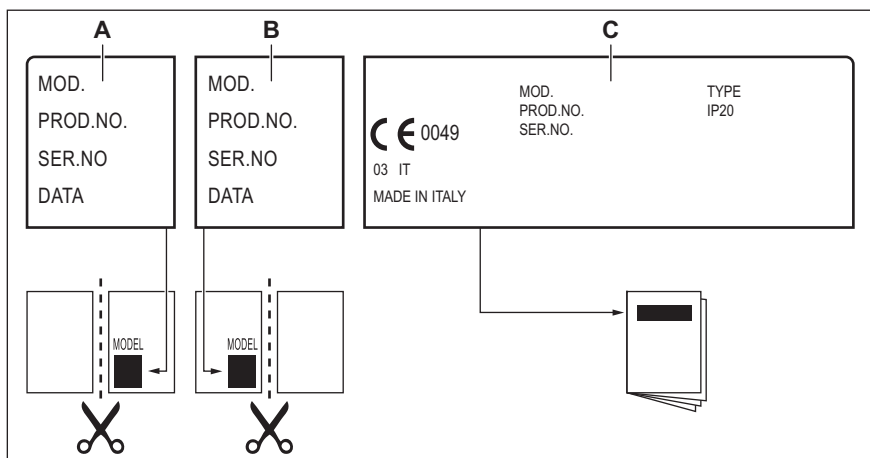 A
B
C
MOD.
PROD.NO.
SER.NO
DATA
MOD.
PROD.NO.
SER.NO
DATA
MOD.
PROD.NO.
SER.NO.
TYPE
IP20
CE 0049
03 IT
MADE IN ITALY
MODEL
MODEL